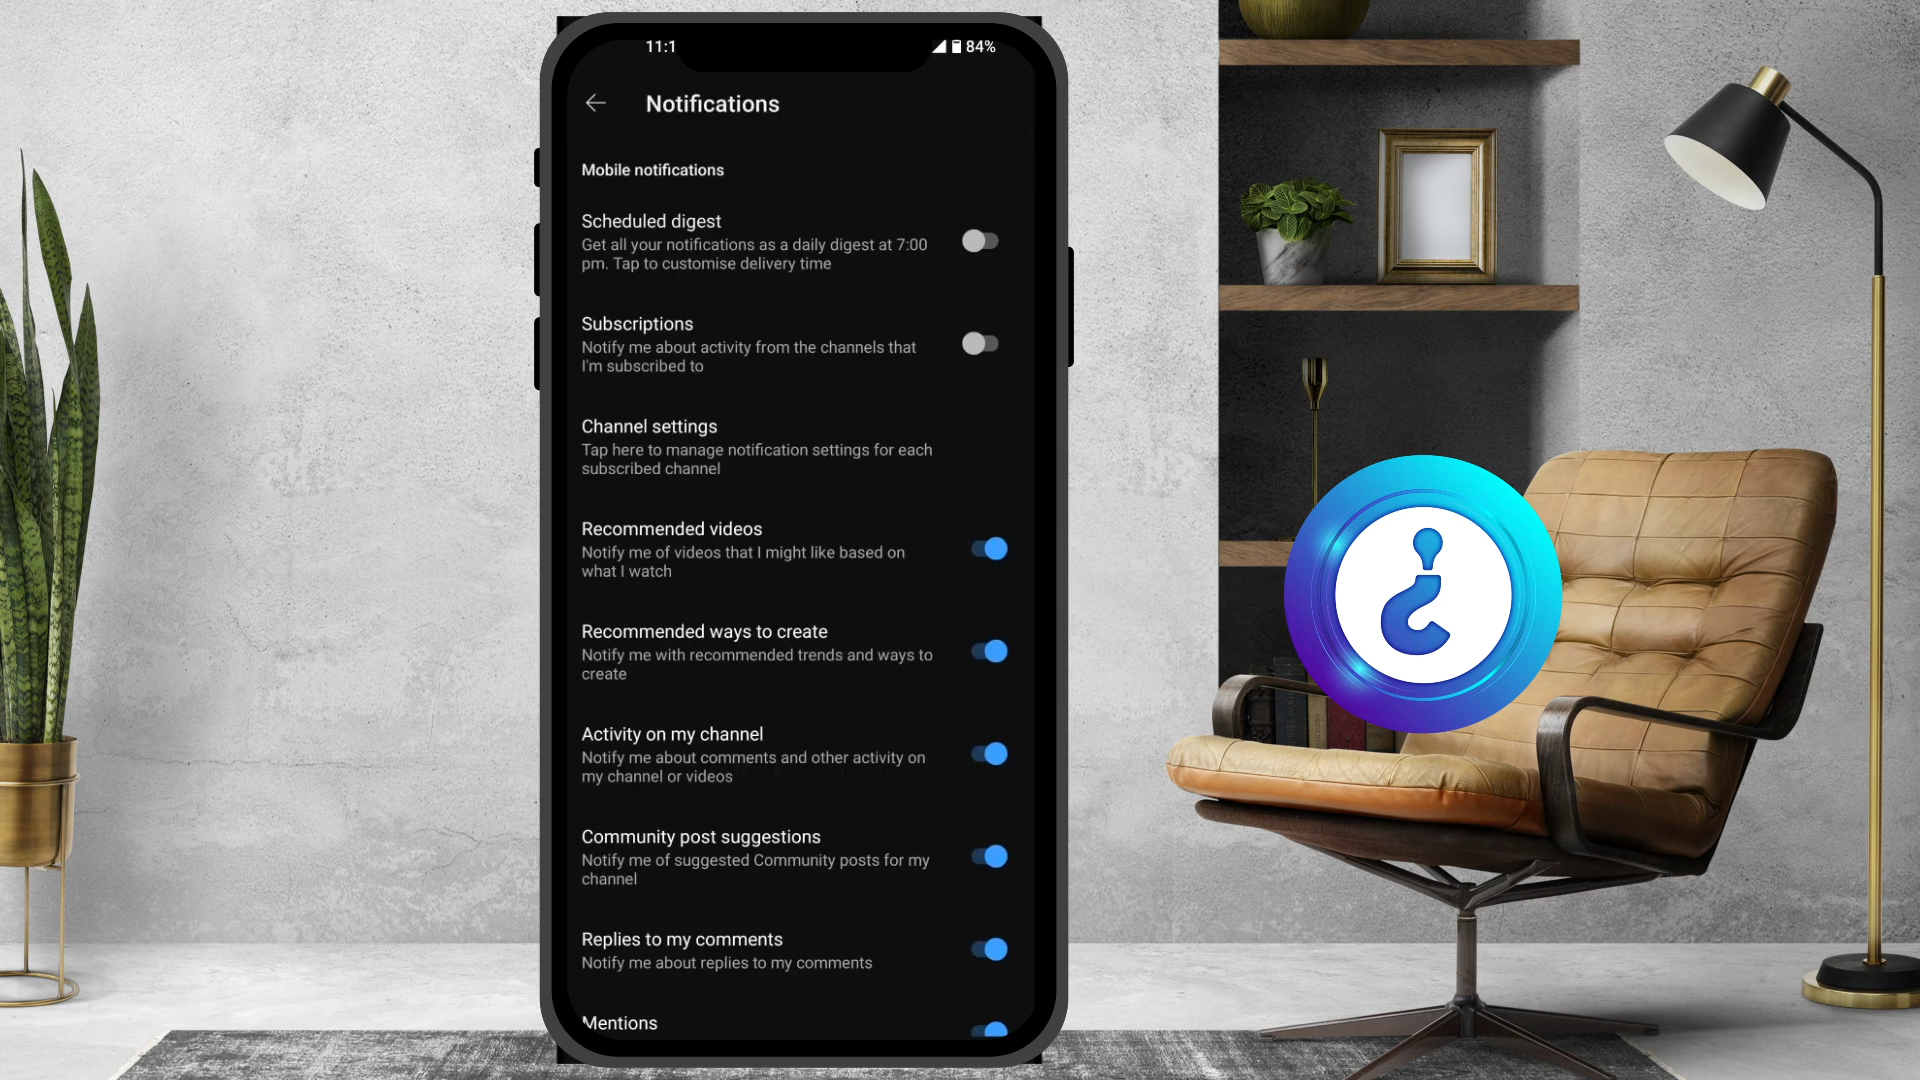 11:1
84%
Notifications
Mobile notifications
Scheduled digest
Get all your notifications as a daily digest at 7:00
pm. Tap to customise delivery time
Subscriptions
Notify me about activity from the channels that
I'm subscribed to
Channel settings
Tap here to manage notification settings for each
subscribed channel
Recommended videos
Notify me of videos that I might like based on
what I watch
Recommended ways to create
Notify me with recommended trends and ways to
create
Activity on my channel
Notify me about comments and other activity on
my channel or videos
Community post suggestions
Notify me of suggested Community posts for my
channel
Replies to my comments
Notify me about replies to my comments
Mentions